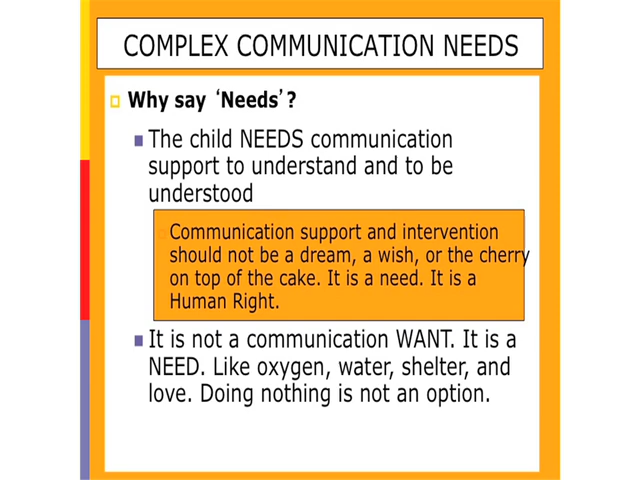 COMPLEX COMMUNICATION NEEDS
Why say ‘Needs’?
The child NEEDS communication
support to understand and to be
understood
Communication support and intervention
should not be a dream, a wish, or the cherry
on top of the cake. It is a need. It is a
Human Right.
It is not a communication WANT. It is a
NEED. Like oxygen, water, shelter, and
love. Doing nothing is not an option.